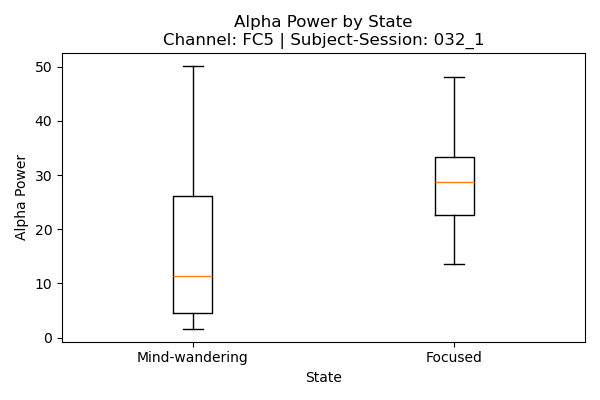 Alpha Power by State
Channel: FC5 | Subject-Session: 032_1
50
40
30
20
10
0
Alpha Power
Mind-wandering
Focused
State